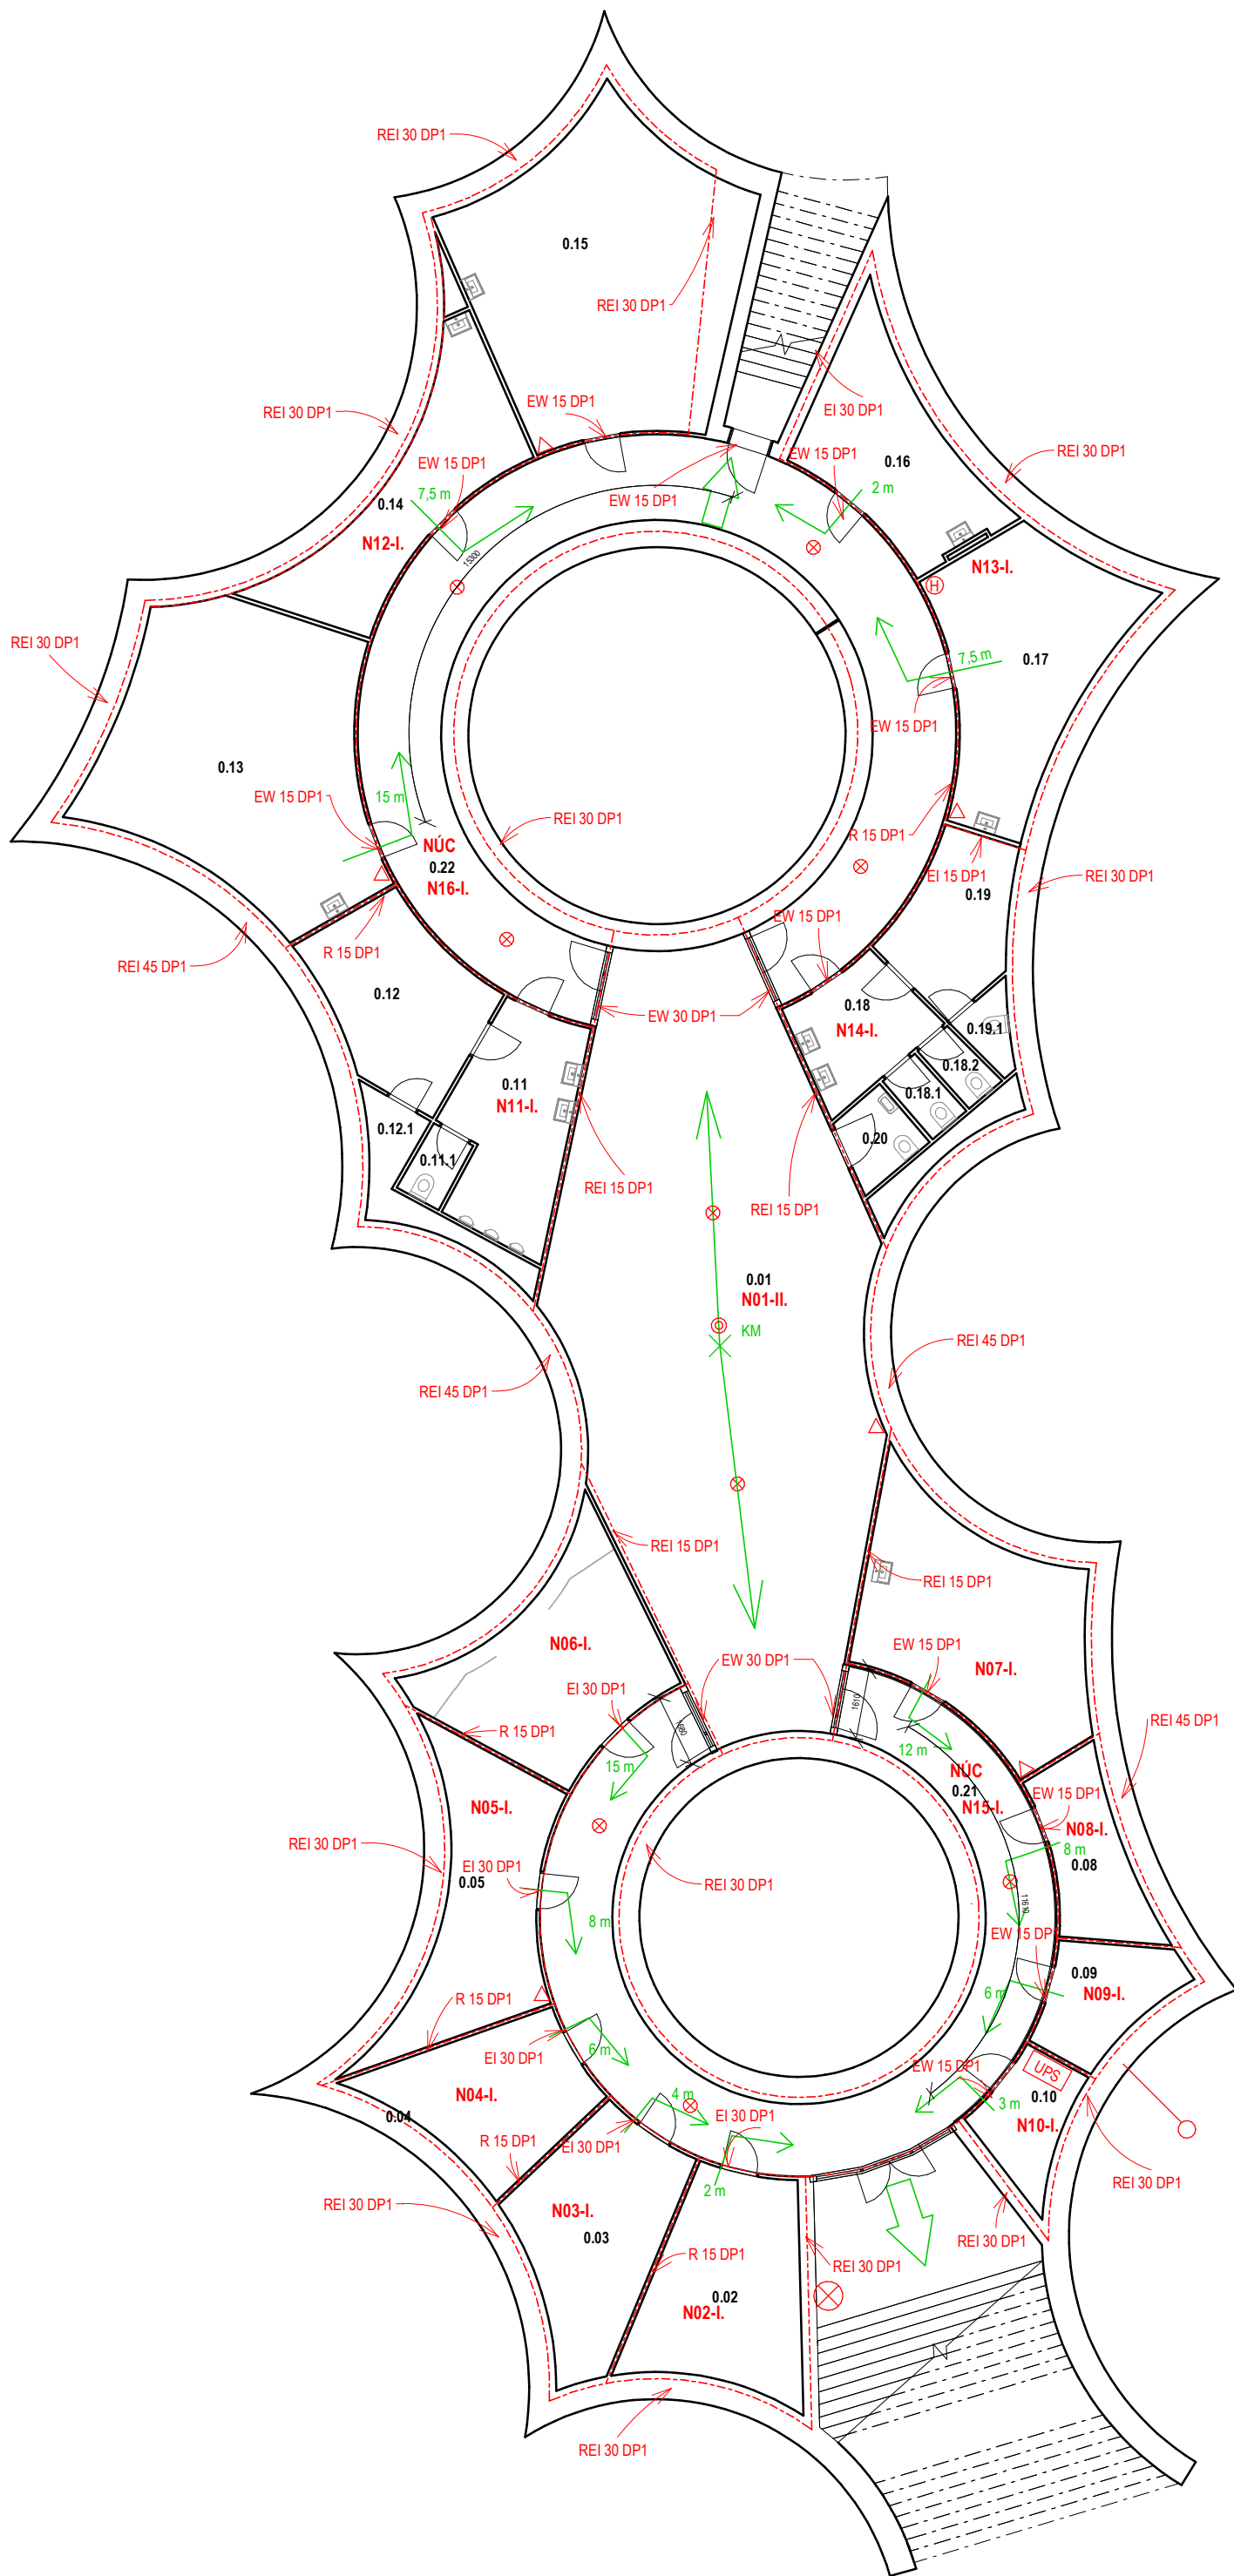 REI 30 DP1
0.15
REI 30 DP1
EI 30 DP1
EW 15 DP1
REI 30 DP1
REI 30 DP1
EW 15 DP1
EW 15 DP1
0.16
2 m
7,5 m
EW 15 DP1
0.14
N12-I.
15300
N13-I.
H
REI 30 DP1
7,5 m
0.17
EW 15 DP1
0.13
15 m
EW 15 DP1
REI 30 DP1
R 15 DP1
NÚC
0.22
N16-I.
EI 15 DP1
REI 30 DP1
0.19
EW 15 DP1
R 15 DP1
REI 45 DP1
0.12
EW 30 DP1
0.18
N14-I.
0.19.1
0.18.2
0.18.1
0.11
N11-I.
0.12.1
0.11.1
0.20
REI 15 DP1
REI 15 DP1
0.01
N01-II.
KM
REI 45 DP1
REI 45 DP1
REI 15 DP1
REI 15 DP1
N06-I.
EW 30 DP1
EW 15 DP1
N07-I.
EI 30 DP1
1680
1610
REI 45 DP1
R 15 DP1
12 m
15 m
NÚC
0.21
N15-I.
EW 15 DP1
N05-I.
N08-I.
REI 30 DP1
8 m
0.08
EI 30 DP1
0.05
REI 30 DP1
11610
8 m
EW 15 DP1
0.09
N09-I.
6 m
R 15 DP1
EI 30 DP1
6 m
EW 15 DP1
UPS
0.10
N10-I.
3 m
N04-I.
0.04
4 m
EI 30 DP1
EI 30 DP1
R 15 DP1
2 m
REI 30 DP1
REI 30 DP1
N03-I.
0.03
REI 30 DP1
R 15 DP1
REI 30 DP1
0.02
N02-I.
REI 30 DP1